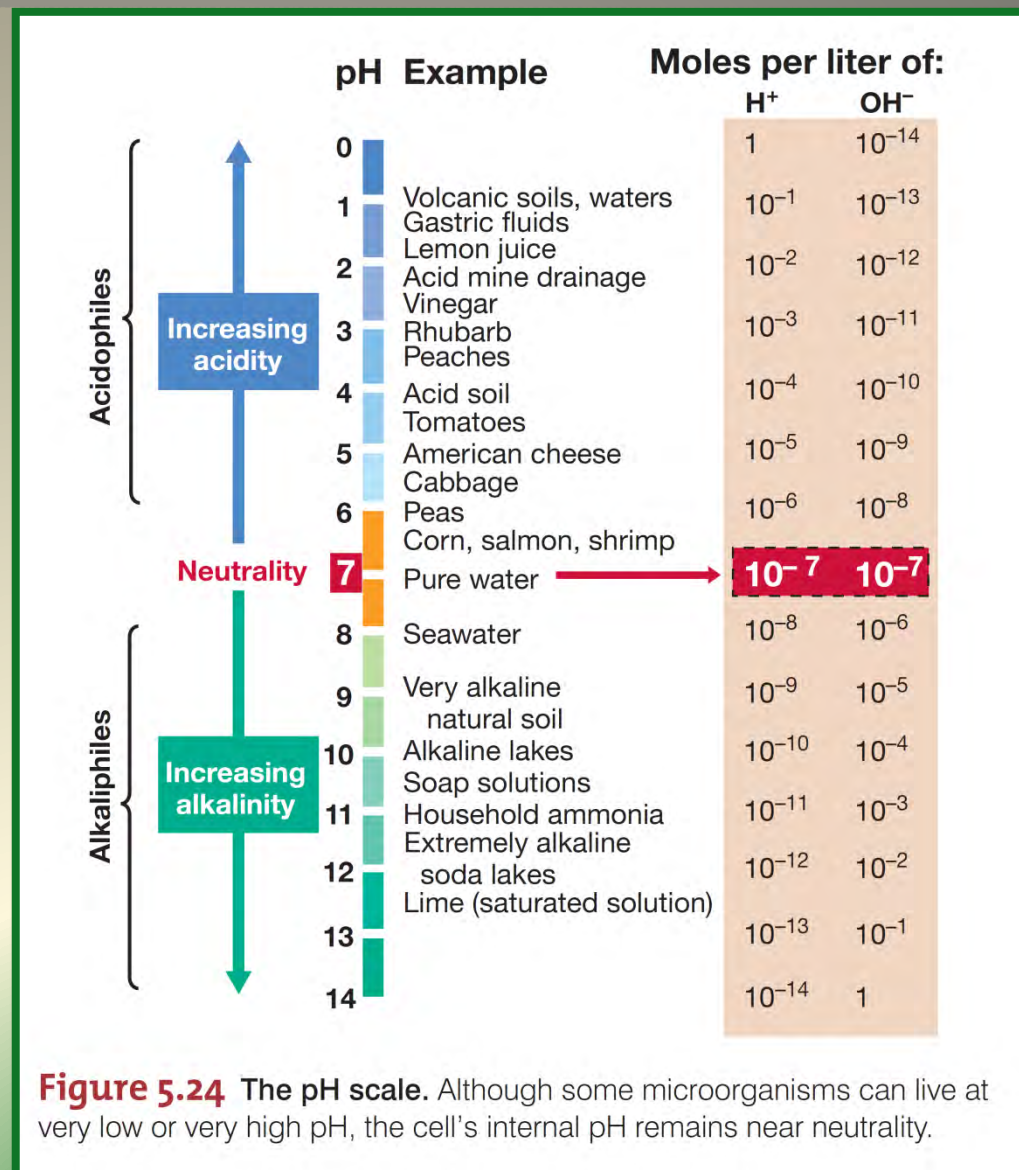 pH Example Moles per liter of:
H⁺ OH⁻
0 1 10⁻¹⁴
Volcanic soils, waters
1 10⁻¹ 10⁻¹³
Gastric fluids
Lemon juice
2 10⁻² 10⁻¹²
Acid mine drainage
Vinegar
3 Rhubarb 10⁻³ 10⁻¹¹
Peaches
4 Acid soil 10⁻⁴ 10⁻¹⁰
Tomatoes
5 American cheese 10⁻⁵ 10⁻⁹
Cabbage
6 Peas 10⁻⁶ 10⁻⁸
Corn, salmon, shrimp
Neutrality 7 Pure water 10⁻⁷ 10⁻⁷
8 Seawater 10⁻⁸ 10⁻⁶
Very alkaline
9 10⁻⁹ 10⁻⁵
natural soil
10 Alkaline lakes 10⁻¹⁰ 10⁻⁴
Soap solutions
11 Household ammonia 10⁻¹¹ 10⁻³
Extremely alkaline
12 soda lakes 10⁻¹² 10⁻²
Lime (saturated solution)
13 10⁻¹³ 10⁻¹
14 10⁻¹⁴ 1
Acidophiles
Increasing
acidity
Alkaliphiles
Increasing
alkalinity
Figure 5.24 The pH scale. Although some microorganisms can live at
very low or very high pH, the cell's internal pH remains near neutrality.